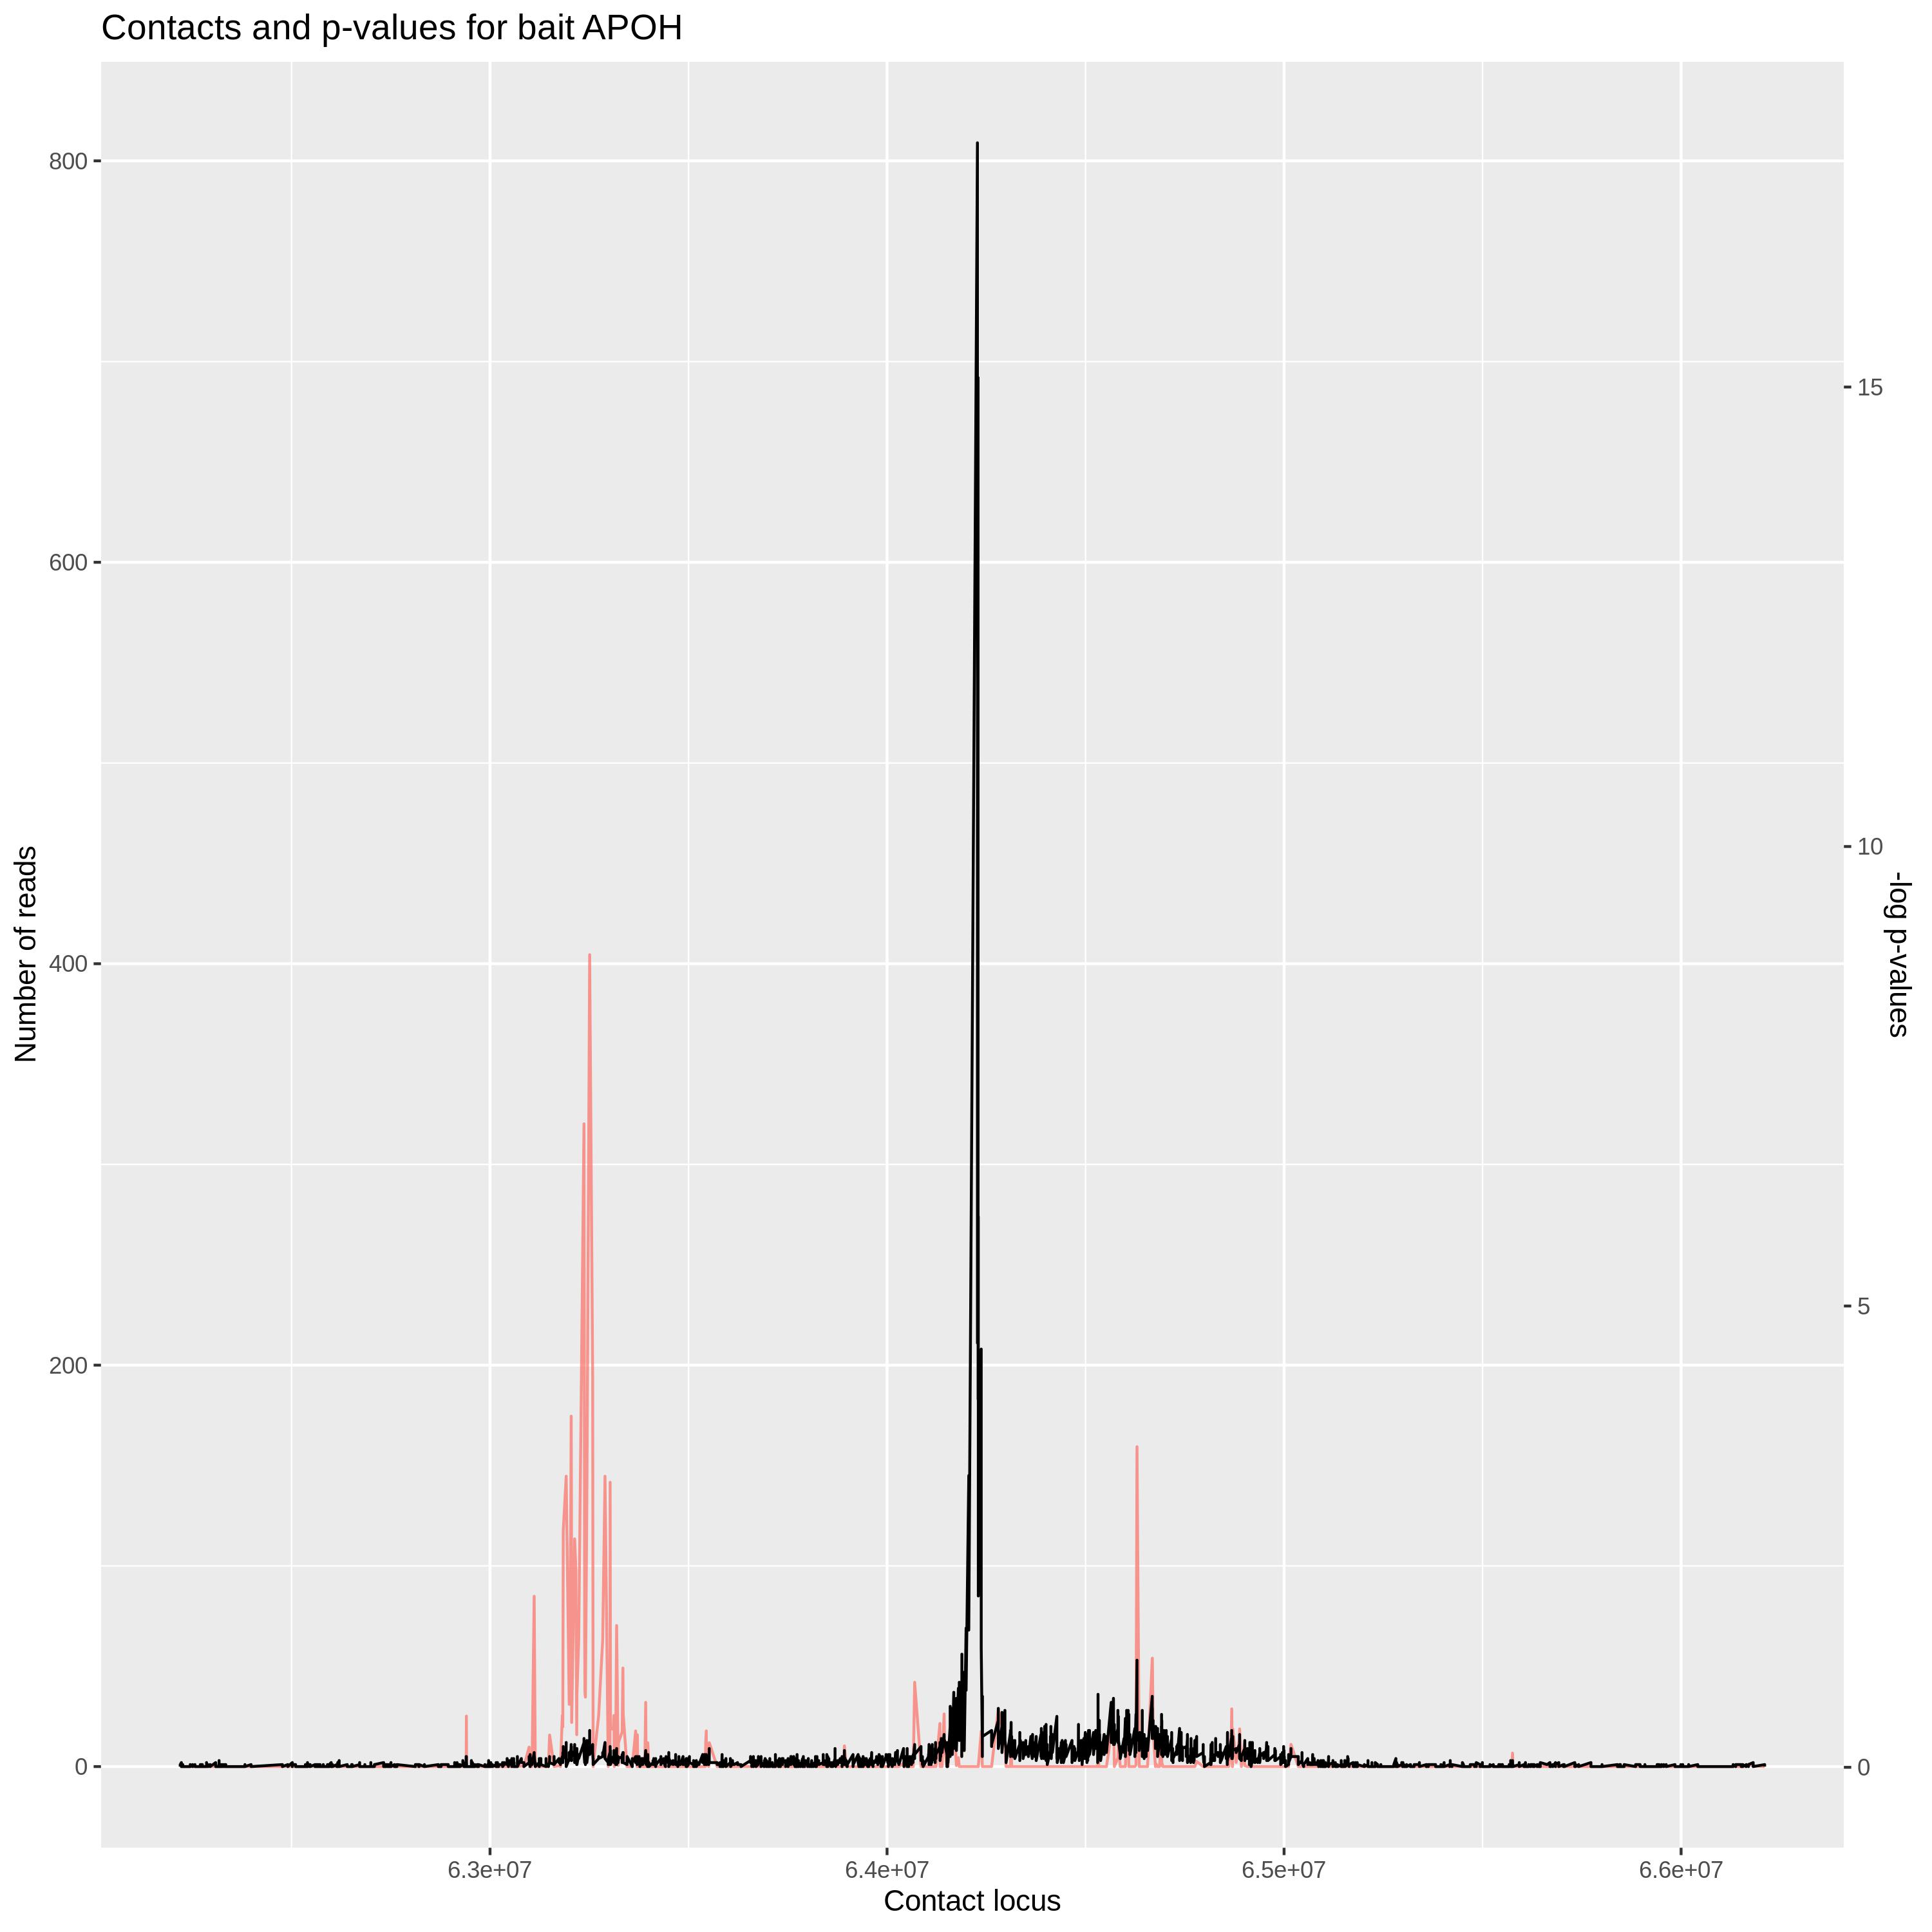 Contacts and p-values for bait APOH
800
600
400
200
0
Number of reads
15
10
5
0
-log p-values
6.3e+07
6.4e+07
6.5e+07
6.6e+07
Contact locus